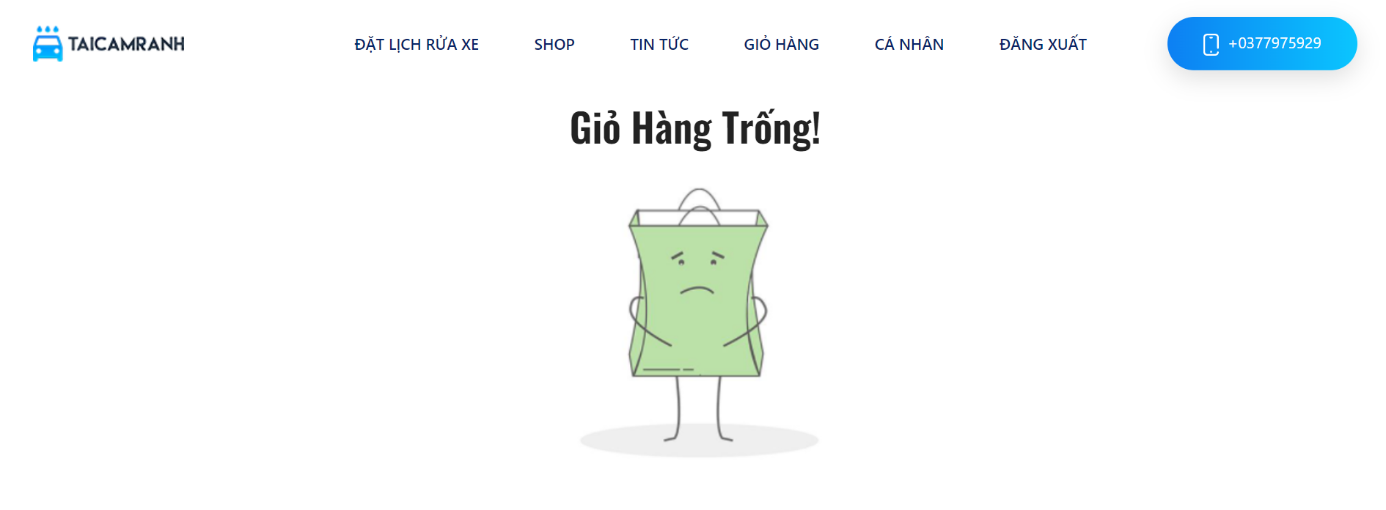 TAICAMRANH
ĐẶT LỊCH RỬA XE SHOP TIN TỨC GIỎ HÀNG CÁ NHÂN ĐĂNG XUẤT
+0377975929
Giỏ Hàng Trống!